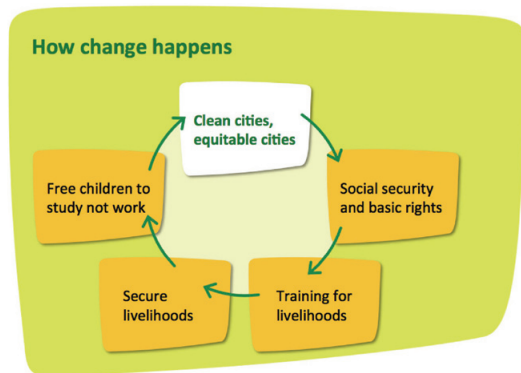 How change happens
Clean cities,
equitable cities
Social security
and basic rights
Training for
livelihoods
Secure
livelihoods
Free children to
study not work